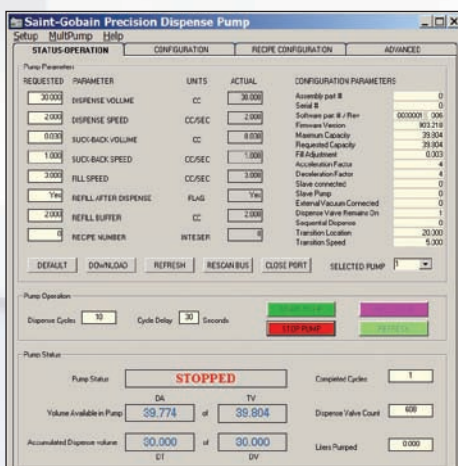 Saint-Gobain Precision Dispense Pump
Setup MultPump Help
STATUS-OPERATION CONFIGURATION RECIPE CONFIGURATION ADVANCED
Pump Parameters
REQUESTED PARAMETER UNITS ACTUAL CONFIGURATION PARAMETERS
30.000 DISPENSE VOLUME CC 30.000
2.000 DISPENSE SPEED CC/SEC 2.000
0.030 SUCK-BACK VOLUME CC 0.030
1.000 SUCK-BACK SPEED CC/SEC 1.000
3.000 FILL SPEED CC/SEC 3.000
Yes REFILL AFTER DISPENSE FLAG Yes
2.000 REFILL BUFFER CC 2.000
0 RECIPE NUMBER INTEGER 0
Assembly part # 0
Serial # 0
Software part # / Rev 0000001 006
Firmware Version 903.218
Maximum Capacity 39.804
Requested Capacity 39.804
Fill Adjustment 0.003
Acceleration Factor 4
Deceleration Factor 4
Slave connected 0
Slave Pump 0
External Vacuum Connected 0
Dispense Valve Remains On 1
Sequential Dispense 0
Transition Location 20.000
Transition Speed 5.000
DEFAULT DOWNLOAD REFRESH RESCAN BUS CLOSE PORT SELECTED PUMP 1
Pump Operation
Dispense Cycles 10 Cycle Delay 30 Seconds
STOP PUMP
Pump Status
Pump Status STOPPED Completed Cycles 1
DA TV
Volume Available in Pump 39.774 of 39.804 Dispense Valve Count 608
Accumulated Dispense volume 30.000 of 30.000 Liters Pumped 0.000
DT DV